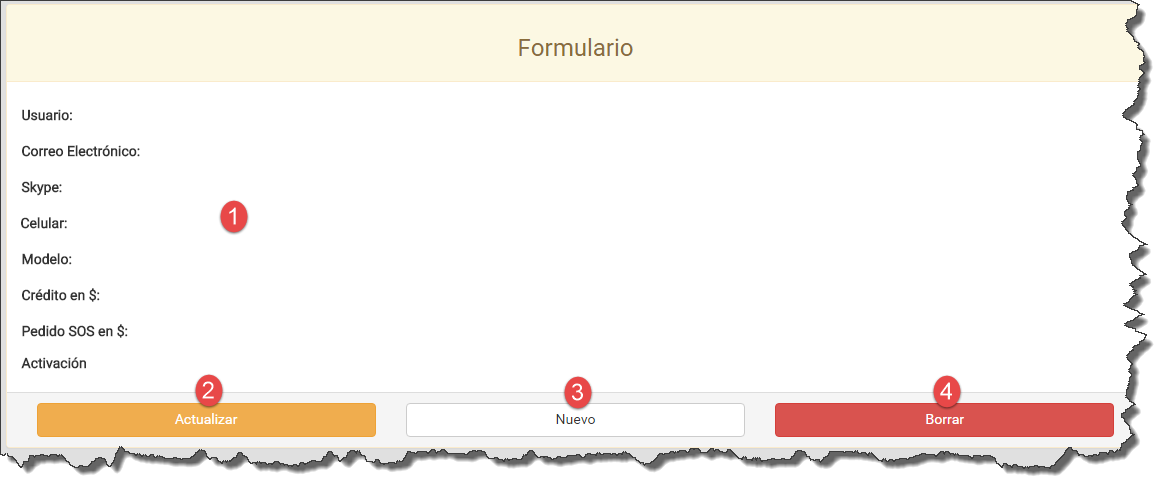 Formulario
Usuario:
Correo Electrónico:
Skype:
1
Celular:
Modelo:
Crédito en $:
Pedido SOS en $:
Activación
2 3 4
Actualizar Nuevo Borrar